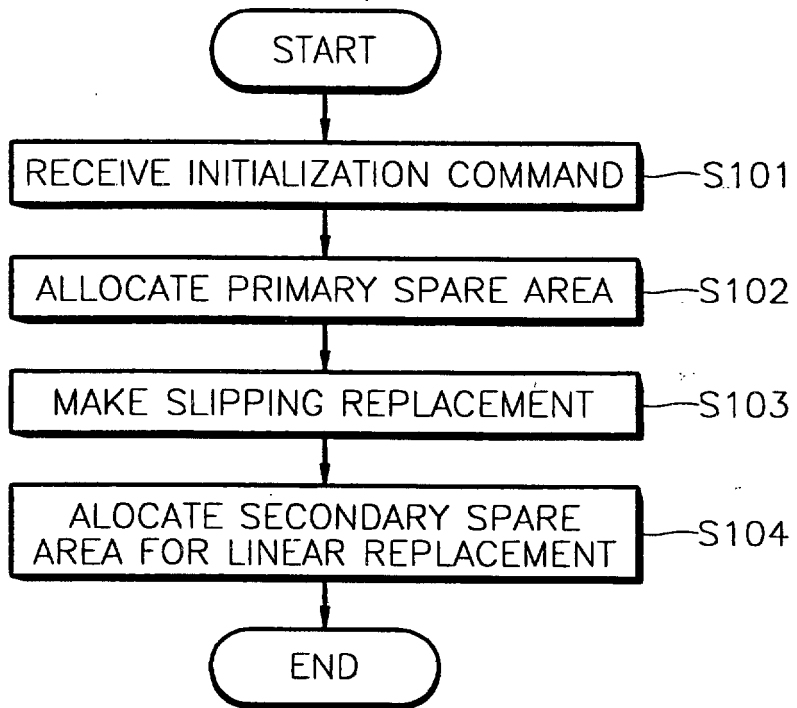 START
RECEIVE INITIALIZATION COMMAND
S101
ALLOCATE PRIMARY SPARE AREA
S102
MAKE SLIPPING REPLACEMENT
S103
ALOCATE SECONDARY SPARE
AREA FOR LINEAR REPLACEMENT
S104
END